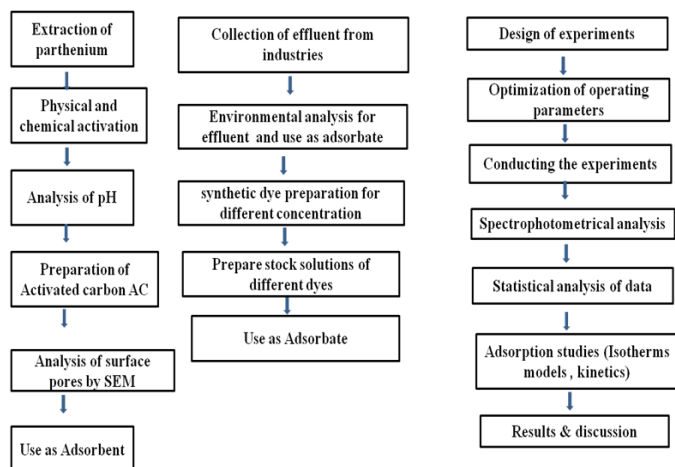 Extraction of
parthenium
Physical and
chemical activation
Analysis of pH
Preparation of
Activated carbon AC
Analysis of surface
pores by SEM
Use as Adsorbent
Collection of effluent from
industries
Environmental analysis for
effluent and use as adsorbate
synthetic dye preparation for
different concentration
Prepare stock solutions of
different dyes
Use as Adsorbate
Design of experiments
Optimization of operating
parameters
Conducting the experiments
Spectrophotometrical analysis
Statistical analysis of data
Adsorption studies (Isotherms
models , kinetics)
Results & discussion